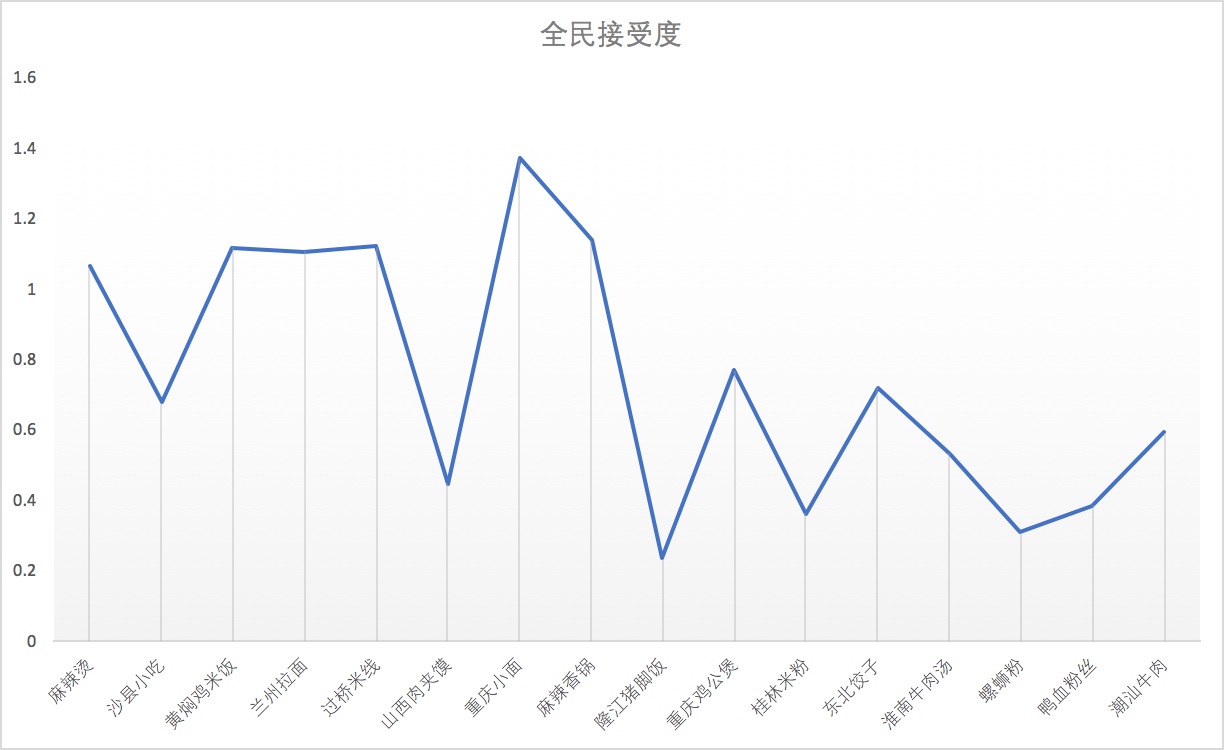 全民接受度
1.6
1.4
1.2
1
0.8
0.6
0.4
0.2
0
麻辣烫
沙县小吃
黄焖鸡米饭
兰州拉面
过桥米线
山西肉夹馍
重庆小面
麻辣香锅
隆江猪脚饭
重庆鸡公煲
桂林米粉
东北饺子
淮南牛肉汤
螺蛳粉
鸭血粉丝
潮汕牛肉